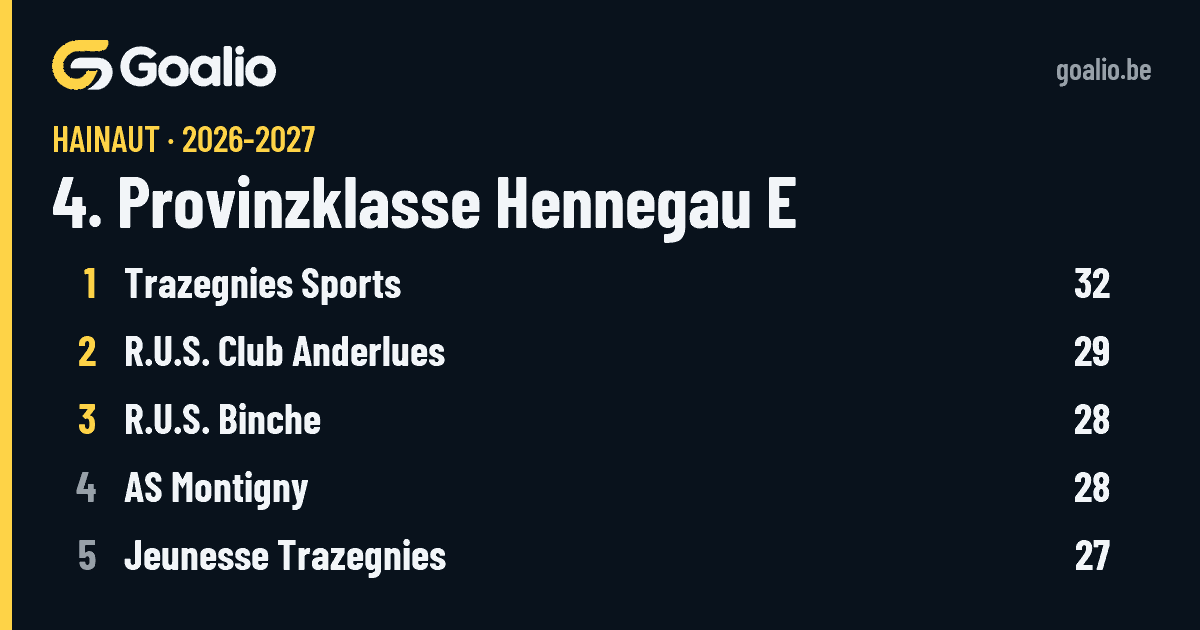 Goalio goalio.be
HAINAUT · 2026-2027
4. Provinzklasse Hennegau E
1 Trazegnies Sports 32
2 R.U.S. Club Anderlues 29
3 R.U.S. Binche 28
4 AS Montigny 28
5 Jeunesse Trazegnies 27